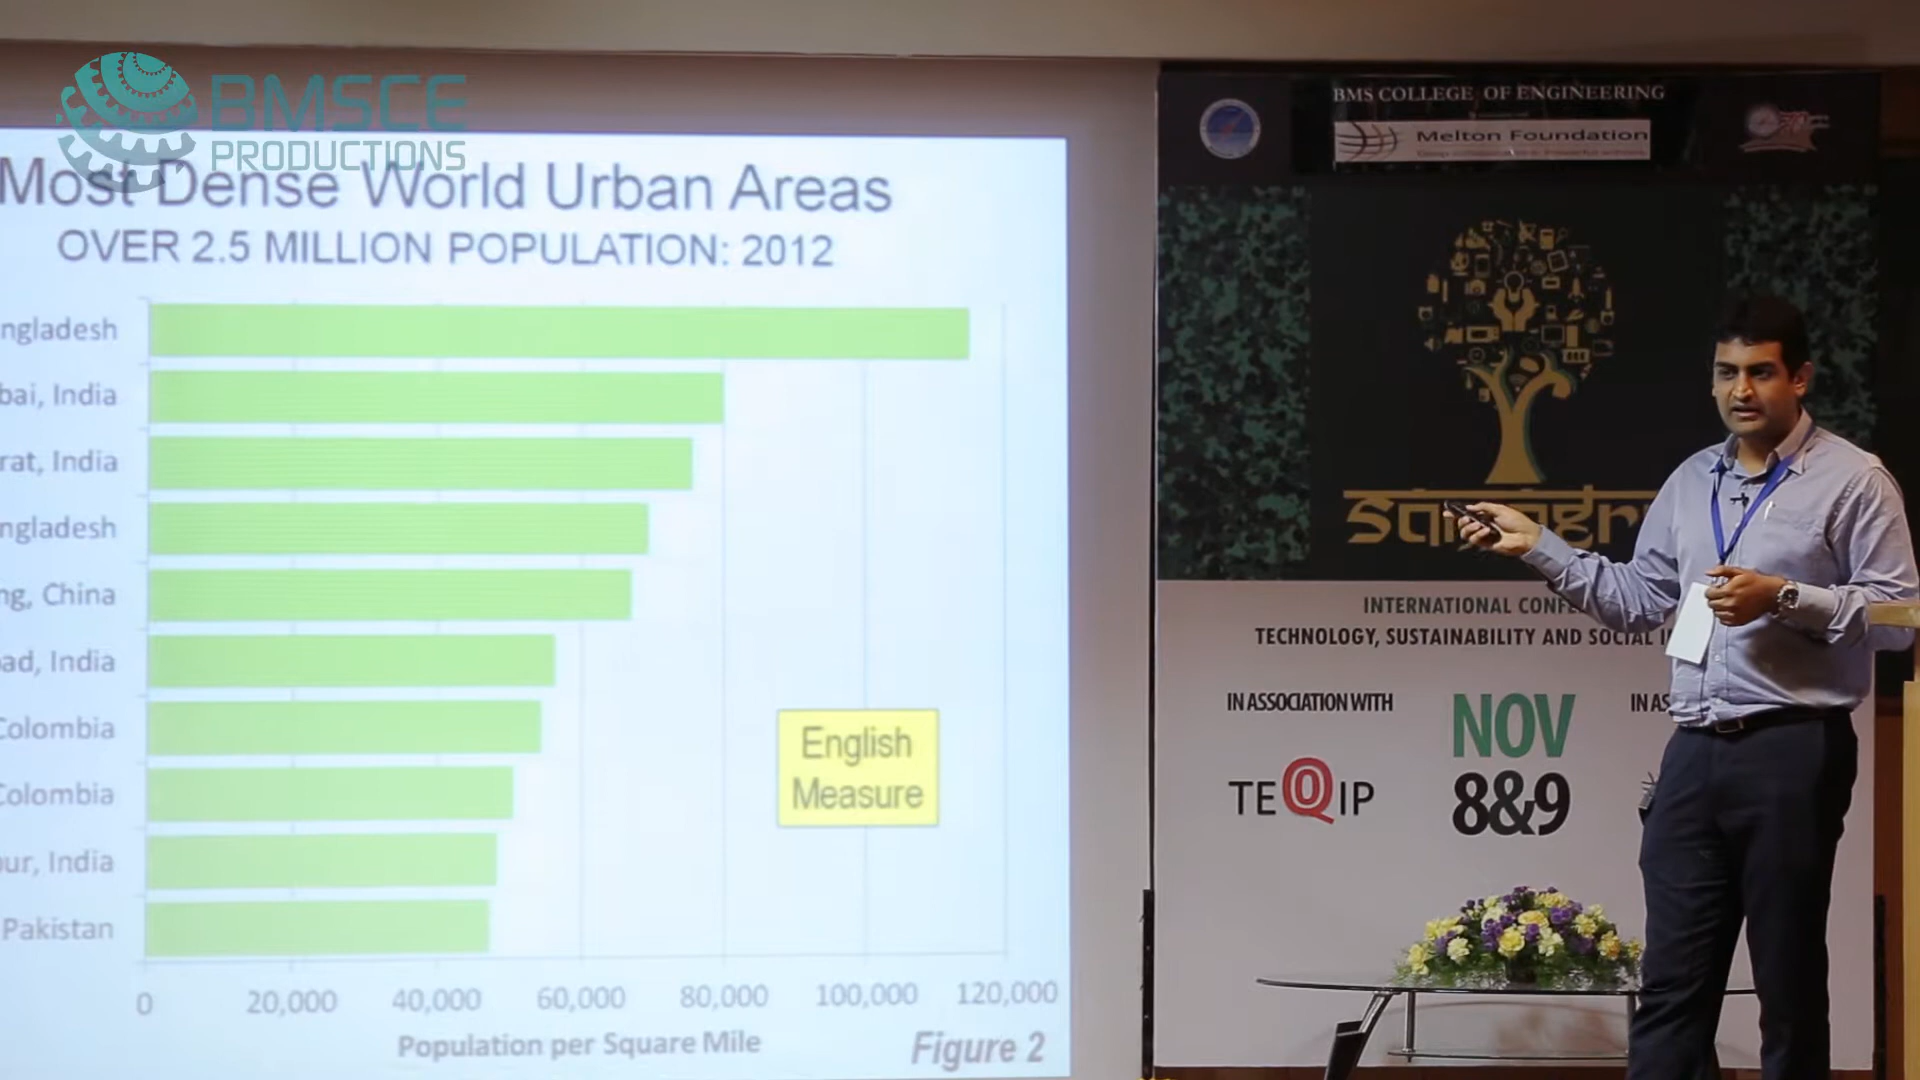 BMSCE
PRODUCTIONS
Most Dense World Urban Areas
OVER 2.5 MILLION POPULATION: 2012
ngladesh
bai, India
rat, India
ngladesh
ng, China
ad, India
Colombia
Colombia
ur, India
Pakistan
English
Measure
0 20,000 40,000 60,000 80,000 100,000 120,000
Population per Square Mile
Figure 2
BMS COLLEGE OF ENGINEERING
Melton Foundation
INTERNATIONAL CONFE
TECHNOLOGY, SUSTAINABILITY AND SOCIAL I
IN ASSOCIATION WITH
TEQIP
NOV
8&9
IN AS